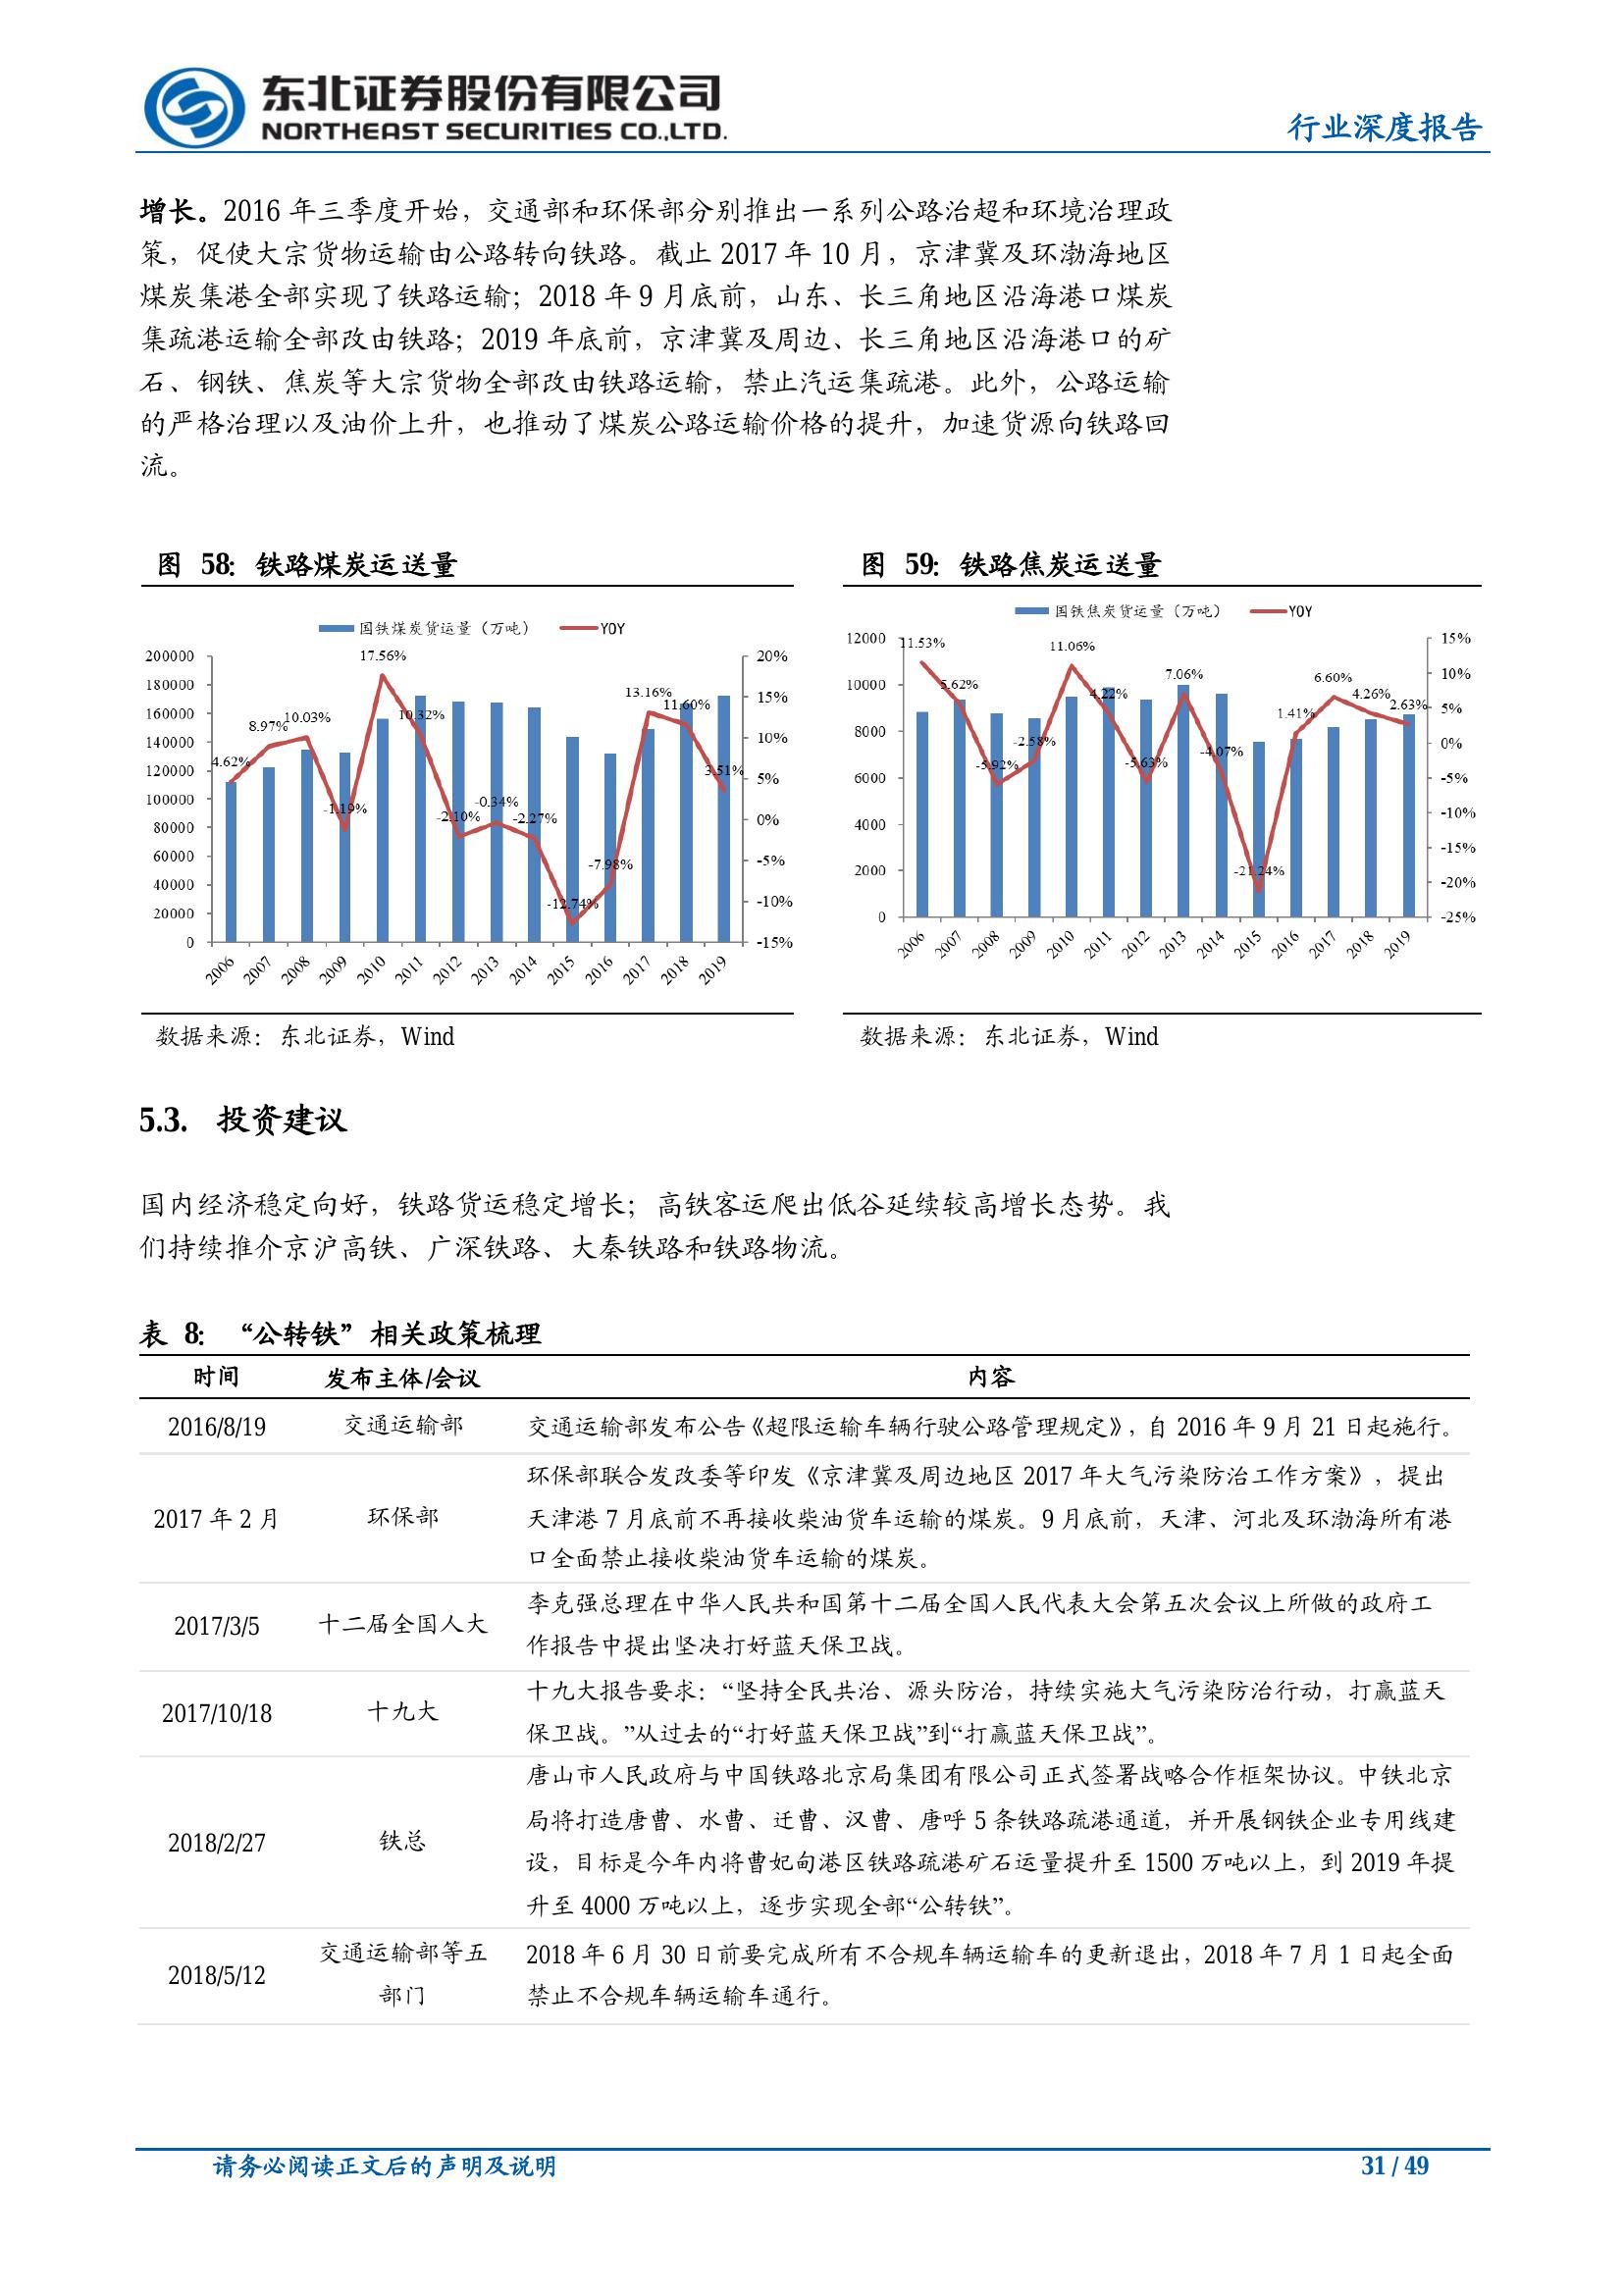 东北证券股份有限公司
NORTHEAST SECURITIES CO.,LTD.
行业深度报告
增长。2016 年三季度开始，交通部和环保部分别推出一系列公路治超和环境治理政
策，促使大宗货物运输由公路转向铁路。截止 2017 年 10 月，京津冀及环渤海地区
煤炭集港全部实现了铁路运输；2018 年 9 月底前，山东、长三角地区沿海港口煤炭
集疏港运输全部改由铁路；2019 年底前，京津冀及周边、长三角地区沿海港口的矿
石、钢铁、焦炭等大宗货物全部改由铁路运输，禁止汽运集疏港。此外，公路运输
的严格治理以及油价上升，也推动了煤炭公路运输价格的提升，加速货源向铁路回
流。
图 58：铁路煤炭运送量
国铁煤炭货运量（万吨） YOY
200000
180000
160000
140000
120000
100000
80000
60000
40000
20000
0
4.62%
8.97%
10.03%
-1.19%
17.56%
10.32%
-2.10%
-0.34%
-2.27%
-12.74%
-7.98%
13.16%
11.60%
3.51%
20%
15%
10%
5%
0%
-5%
-10%
-15%
2006 2007 2008 2009 2010 2011 2012 2013 2014 2015 2016 2017 2018 2019
数据来源：东北证券，Wind
图 59：铁路焦炭运送量
国铁焦炭货运量（万吨） YOY
12000
10000
8000
6000
4000
2000
0
11.53%
5.62%
-5.92%
-2.58%
11.06%
4.22%
-5.63%
7.06%
-4.07%
-21.24%
1.41%
6.60%
4.26%
2.63%
15%
10%
5%
0%
-5%
-10%
-15%
-20%
-25%
2006 2007 2008 2009 2010 2011 2012 2013 2014 2015 2016 2017 2018 2019
数据来源：东北证券，Wind
5.3. 投资建议
国内经济稳定向好，铁路货运稳定增长；高铁客运爬出低谷延续较高增长态势。我
们持续推介京沪高铁、广深铁路、大秦铁路和铁路物流。
表 8：“公转铁”相关政策梳理
时间 发布主体/会议 内容
2016/8/19 交通运输部 交通运输部发布公告《超限运输车辆行驶公路管理规定》，自 2016 年 9 月 21 日起施行。
2017 年 2 月 环保部 环保部联合发改委等印发《京津冀及周边地区 2017 年大气污染防治工作方案》，提出
天津港 7 月底前不再接收柴油货车运输的煤炭。9 月底前，天津、河北及环渤海所有港
口全面禁止接收柴油货车运输的煤炭。
2017/3/5 十二届全国人大 李克强总理在中华人民共和国第十二届全国人民代表大会第五次会议上所做的政府工
作报告中提出坚决打好蓝天保卫战。
2017/10/18 十九大 十九大报告要求：“坚持全民共治、源头防治，持续实施大气污染防治行动，打赢蓝天
保卫战。”从过去的“打好蓝天保卫战”到“打赢蓝天保卫战”。
2018/2/27 铁总 唐山市人民政府与中国铁路北京局集团有限公司正式签署战略合作框架协议。中铁北京
局将打造唐曹、水曹、迁曹、汉曹、唐呼 5 条铁路疏港通道，并开展钢铁企业专用线建
设，目标是今年内将曹妃甸港区铁路疏港矿石运量提升至 1500 万吨以上，到 2019 年提
升至 4000 万吨以上，逐步实现全部“公转铁”。
2018/5/12 交通运输部等五
部门 2018 年 6 月 30 日前要完成所有不合规车辆运输车的更新退出，2018 年 7 月 1 日起全面
禁止不合规车辆运输车通行。
请务必阅读正文后的声明及说明
31 / 49